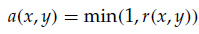 a(x, y) = min(1, r(x, y))